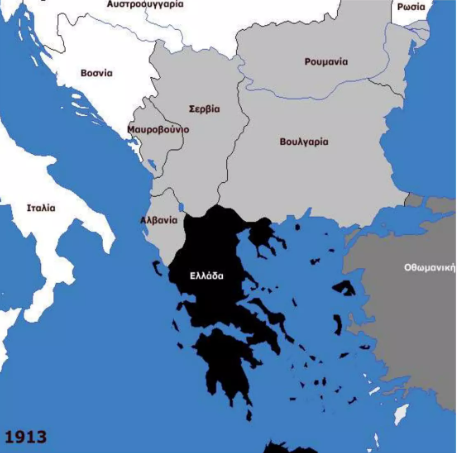 Αυστροουγγαρία
Ρωσία
Βοσνία
Ρουμανία
Σερβία
Μαυροβούνιο
Βουλγαρία
Ιταλία
Αλβανία
Ελλάδα
Οθωμανική
1913